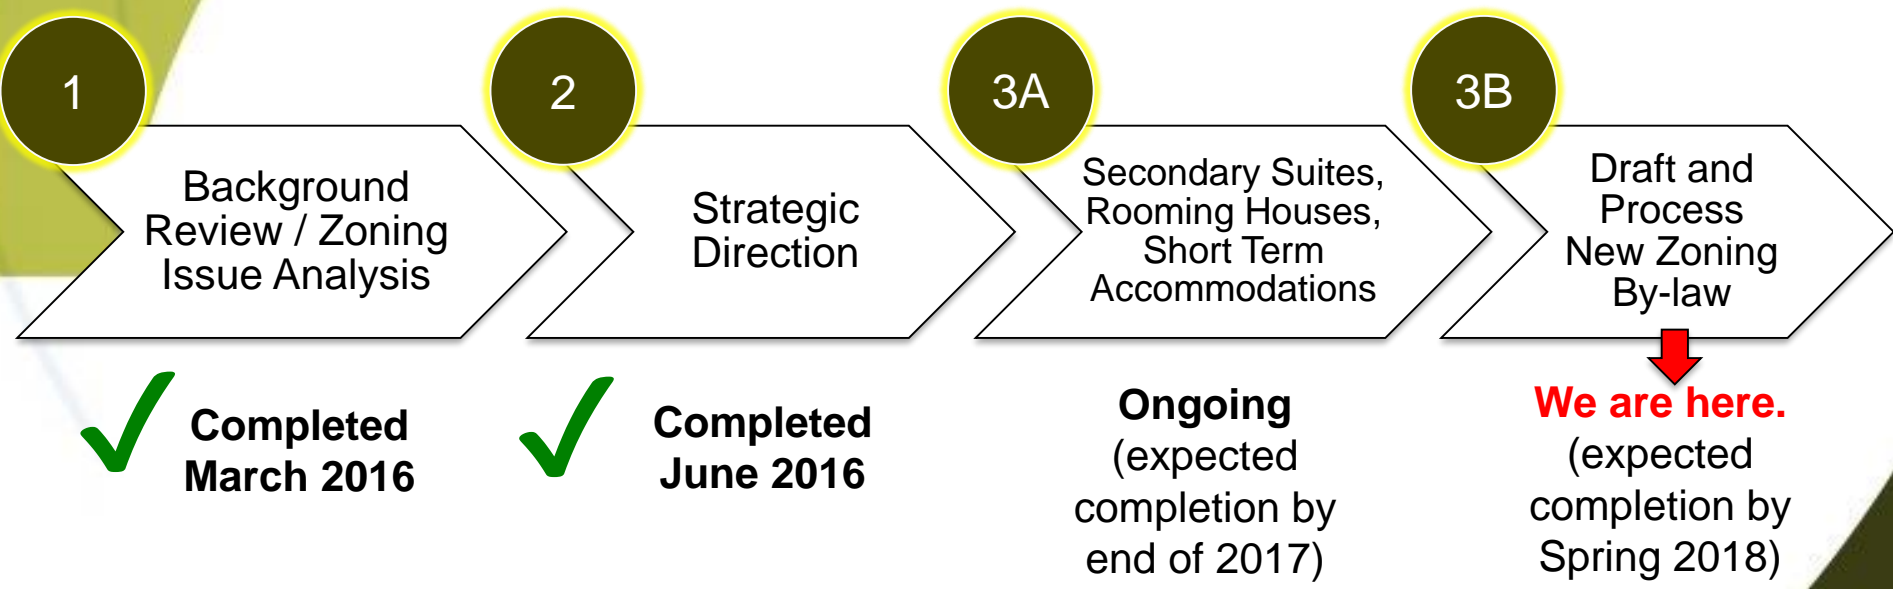 1
Background
Review / Zoning
Issue Analysis
Completed
March 2016
2
Strategic
Direction
Completed
June 2016
3A
Secondary Suites,
Rooming Houses,
Short Term
Accommodations
Ongoing
(expected
completion by
end of 2017)
3B
Draft and
Process
New Zoning
By-law
We are here.
(expected
completion by
Spring 2018)